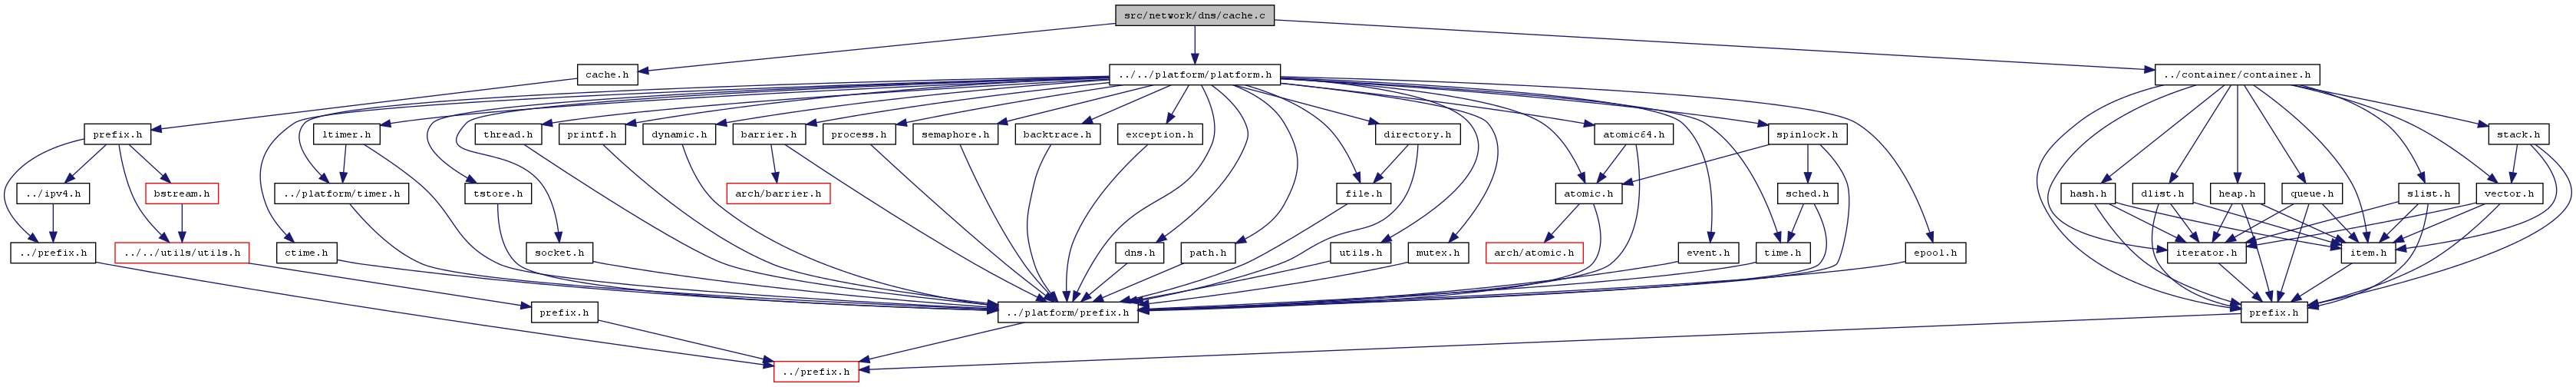 src/network/dns/cache.c
cache.h
../../platform/platform.h
../container/container.h
prefix.h
ltimer.h
thread.h
printf.h
dynamic.h
barrier.h
process.h
semaphore.h
backtrace.h
exception.h
directory.h
atomic64.h
spinlock.h
stack.h
../ipv4.h
bstream.h
../platform/timer.h
tstore.h
arch/barrier.h
file.h
atomic.h
sched.h
hash.h
dlist.h
heap.h
queue.h
slist.h
vector.h
../prefix.h
../../utils/utils.h
ctime.h
socket.h
dns.h
path.h
utils.h
mutex.h
arch/atomic.h
event.h
time.h
epool.h
iterator.h
item.h
prefix.h
../platform/prefix.h
prefix.h
../prefix.h